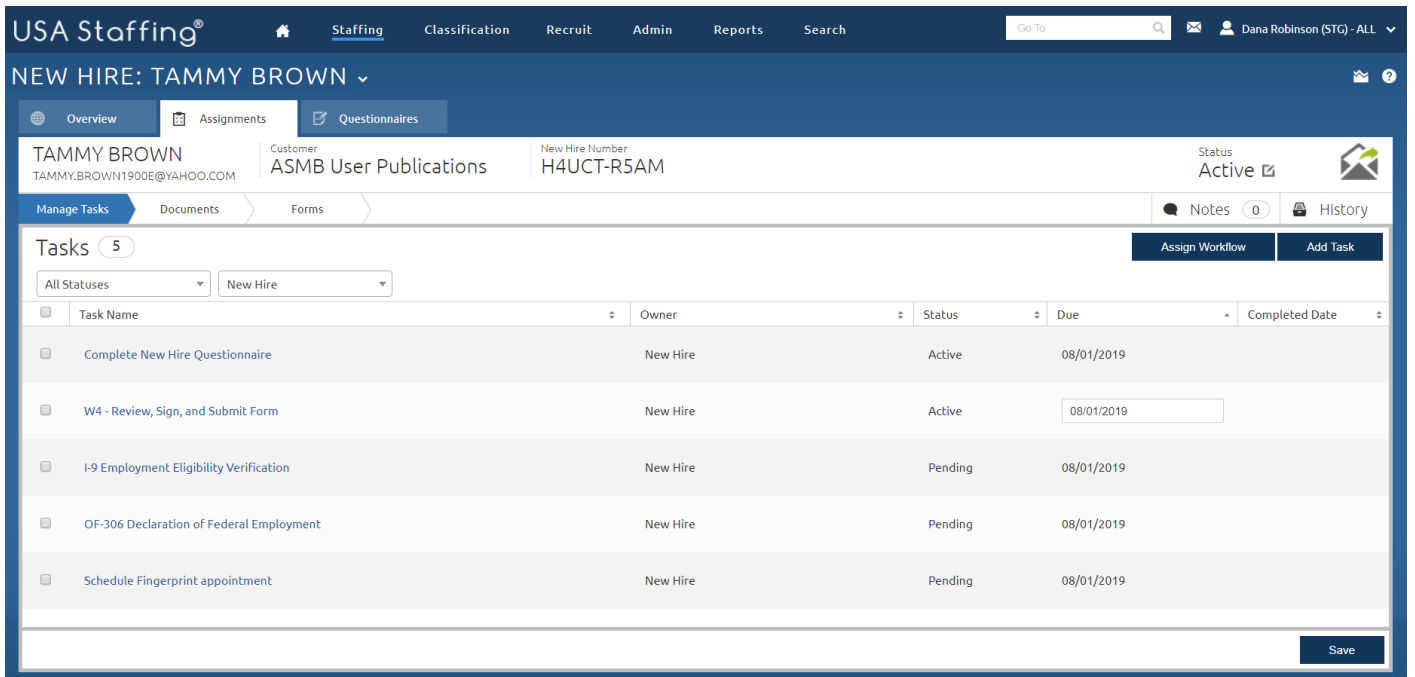 USA Staffing® Staffing Classification Recruit Admin Reports Search Go To Dana Robinson (STG) - ALL
NEW HIRE: TAMMY BROWN
Overview Assignments Questionnaires
TAMMY BROWN
TAMMY.BROWN1900E@YAHOO.COM
Customer
ASMB User Publications
New Hire Number
H4UCT-R5AM
Status
Active
Manage Tasks Documents Forms Notes 0 History
Tasks 5 Assign Workflow Add Task
All Statuses New Hire
Task Name Owner Status Due Completed Date
Complete New Hire Questionnaire New Hire Active 08/01/2019
W4 - Review, Sign, and Submit Form New Hire Active 08/01/2019
I-9 Employment Eligibility Verification New Hire Pending 08/01/2019
OF-306 Declaration of Federal Employment New Hire Pending 08/01/2019
Schedule Fingerprint appointment New Hire Pending 08/01/2019
Save